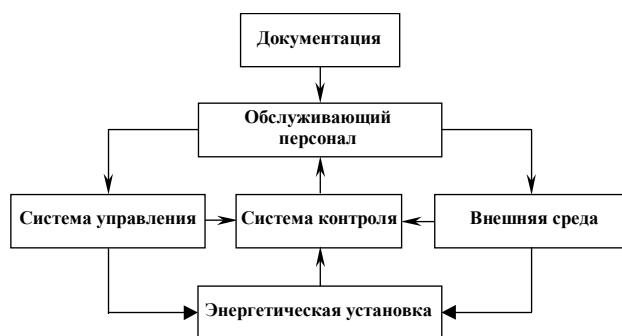 Документация
Обслуживающий
персонал
Система управления
Система контроля
Внешняя среда
Энергетическая установка